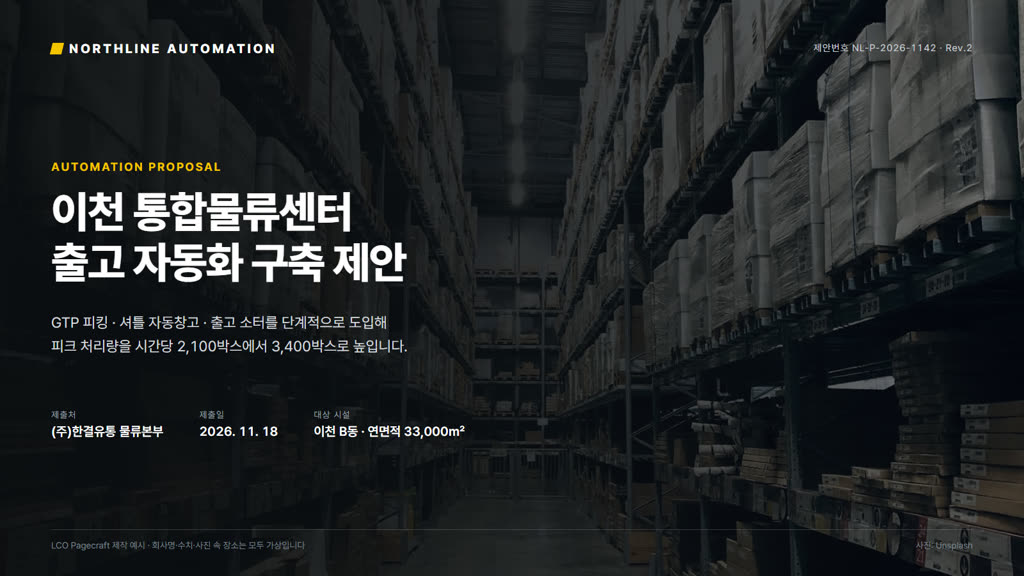 NORTHLINE AUTOMATION
제안번호 NL-P-2026-1142 · Rev.2
AUTOMATION PROPOSAL
이천 통합물류센터
출고 자동화 구축 제안
GTP 피킹 · 셔틀 자동창고 · 출고 소터를 단계적으로 도입해
피크 처리량을 시간당 2,100박스에서 3,400박스로 높입니다.
제출처
(주)한결유통 물류본부
제출일
2026. 11. 18
대상 시설
이천 B동 · 연면적 33,000m²
LCO Pagecraft 제작 예시 · 회사명·수치·사진 속 장소는 모두 가상입니다
사진: Unsplash